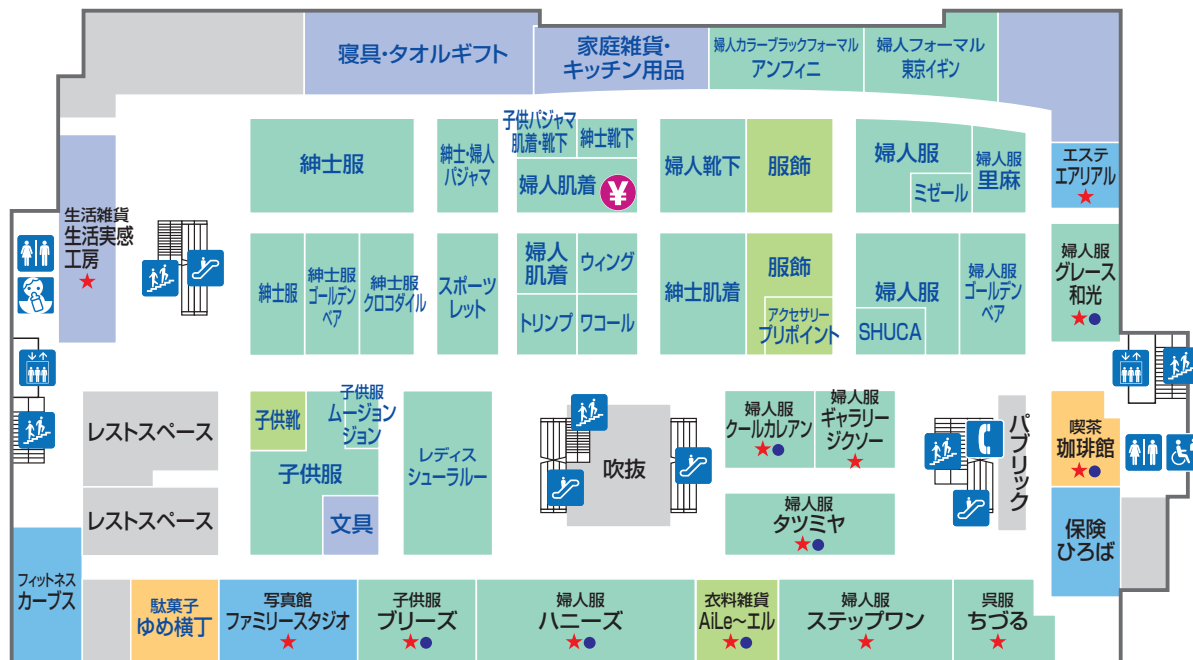 寝具・タオルギフト
家庭雑貨・
キッチン用品
婦人カラーブラックフォーマル
アンフィニ
婦人フォーマル
東京イギン
紳士服
紳士・婦人
パジャマ
子供パジャマ
肌着・靴下
紳士靴下
婦人肌着
¥
婦人靴下
服飾
婦人服
ミゼール
婦人服
里麻
エステ
エアリアル
★
生活雑貨
生活実感
工房
★
紳士服
紳士服
ゴールデン
ベア
紳士服
クロコダイル
スポーツ
レット
婦人
肌着
ウィング
トリンプ
ワコール
紳士肌着
服飾
アクセサリー
プリポイント
婦人服
SHUCA
婦人服
ゴールデン
ベア
婦人服
グレース
和光
★●
レストスペース
レストスペース
子供靴
子供服
ムージョン
ジョン
子供服
文具
レディス
シューラルー
吹抜
婦人服
クールカレアン
★●
婦人服
ギャラリー
ジクソー
★
婦人服
タツミヤ
★●
パブリック
喫茶
珈琲館
★●
保険
ひろば
フィットネス
カーブス
駄菓子
ゆめ横丁
写真館
ファミリースタジオ
★
子供服
ブリーズ
★●
婦人服
ハニーズ
★●
衣料雑貨
AiLe〜エル
★●
婦人服
ステップワン
★
呉服
ちづる
★